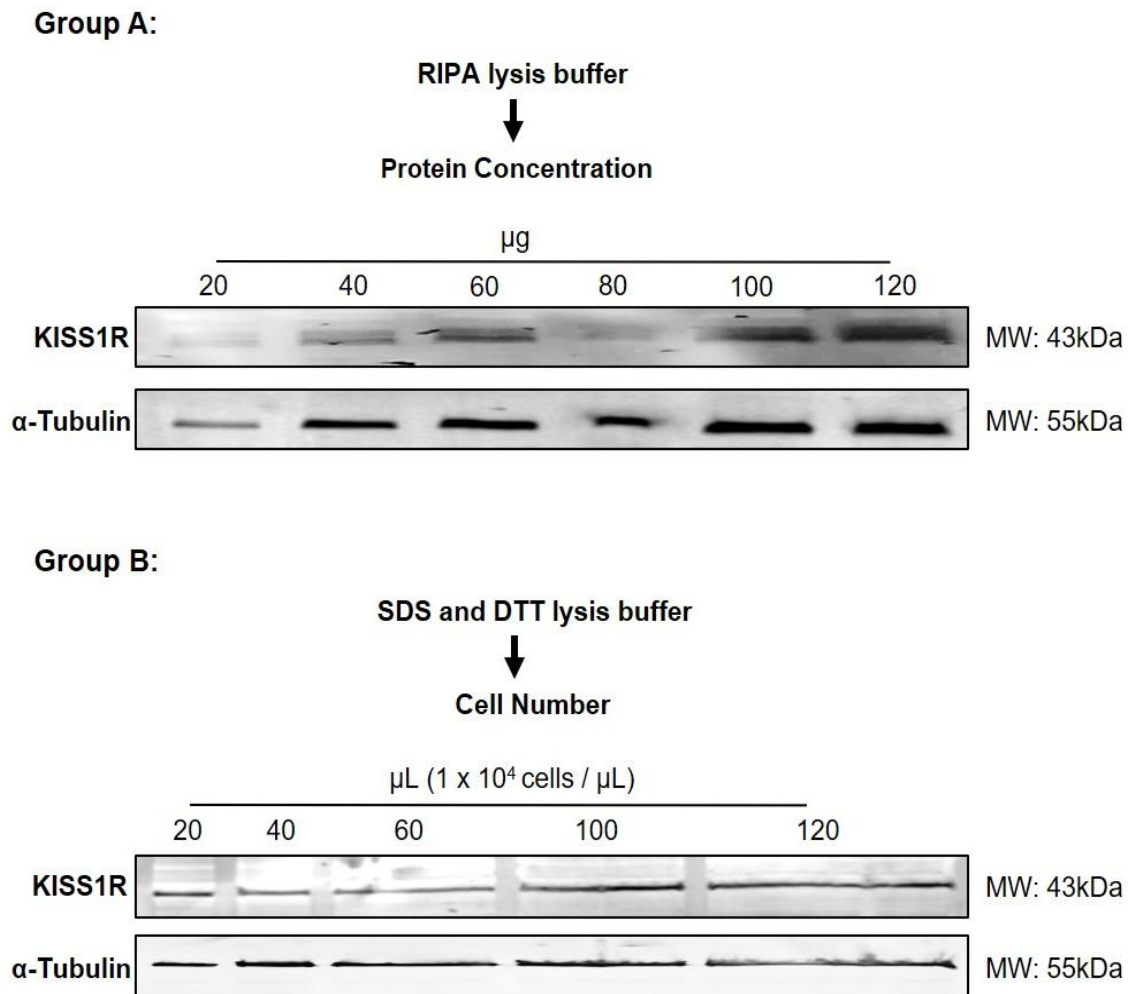 Group A:
RIPA lysis buffer
Protein Concentration
µg
20 40 60 80 100 120
KISS1R MW: 43kDa
α-Tubulin MW: 55kDa
Group B:
SDS and DTT lysis buffer
Cell Number
µL (1 x 10⁴ cells / µL)
20 40 60 100 120
KISS1R MW: 43kDa
α-Tubulin MW: 55kDa